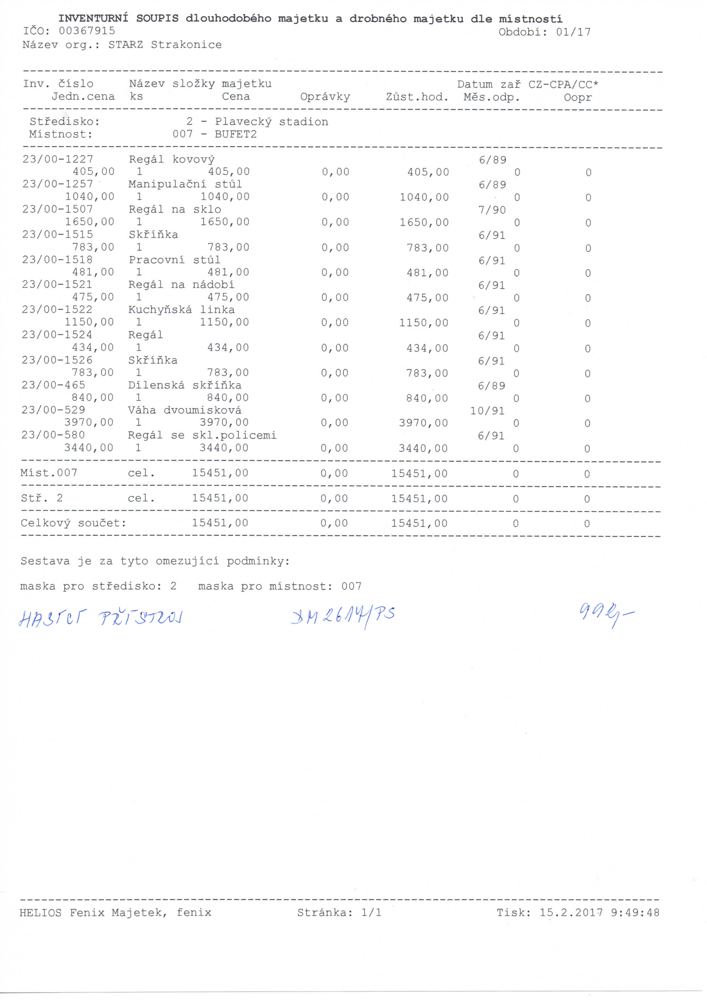 INVENTURNÍ SOUPIS dlouhodobého majetku a drobného majetku dle místností
IČO: 00367915 Období: 01/17
Název org.: STARZ Strakonice
Inv. číslo Název složky majetku Datum zař CZ-CPA/CC*
Jedn.cena ks Cena Oprávky Zůst.hod. Měs.odp. Oopr
Středisko: 2 - Plavecký stadion
Místnost: 007 - BUFET2
23/00-1227 Regál kovový 6/89
405,00 1 405,00 0,00 405,00 0 0
23/00-1257 Manipulační stůl 6/89
1040,00 1 1040,00 0,00 1040,00 0 0
23/00-1507 Regál na sklo 7/90
1650,00 1 1650,00 0,00 1650,00 0 0
23/00-1515 Skříňka 6/91
783,00 1 783,00 0,00 783,00 0 0
23/00-1518 Pracovní stůl 6/91
481,00 1 481,00 0,00 481,00 0 0
23/00-1521 Regál na nádobí 6/91
475,00 1 475,00 0,00 475,00 0 0
23/00-1522 Kuchyňská linka 6/91
1150,00 1 1150,00 0,00 1150,00 0 0
23/00-1524 Regál 6/91
434,00 1 434,00 0,00 434,00 0 0
23/00-1526 Skříňka 6/91
783,00 1 783,00 0,00 783,00 0 0
23/00-465 Dílenská skříňka 6/89
840,00 1 840,00 0,00 840,00 0 0
23/00-529 Váha dvoumisková 10/91
3970,00 1 3970,00 0,00 3970,00 0 0
23/00-580 Regál se skl.policemi 6/91
3440,00 1 3440,00 0,00 3440,00 0 0
Míst.007 cel. 15451,00 0,00 15451,00 0 0
Stř. 2 cel. 15451,00 0,00 15451,00 0 0
Celkový součet: 15451,00 0,00 15451,00 0 0
Sestava je za tyto omezující podmínky:
maska pro středisko: 2 maska pro místnost: 007
HASÍCÍ PŘÍSTROJ DM2614/PS 992,-
HELIOS Fenix Majetek, fenix Stránka: 1/1 Tisk: 15.2.2017 9:49:48